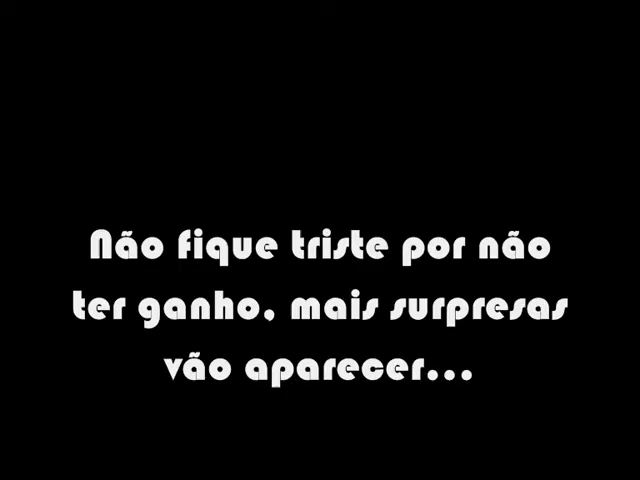 Não fique triste por não
ter ganho, mais surpresas
vão aparecer...